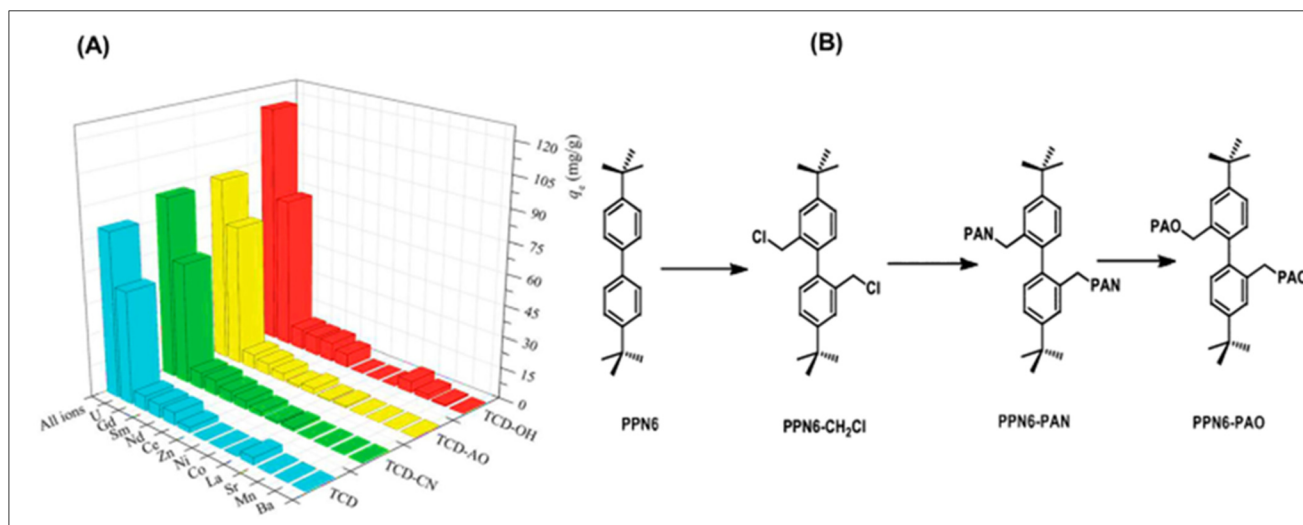 (A)
(B)
120
105
90
75
60
45
30
15
0
qe (mg/g)
All ions
U
Gd
Sm
Nd
Ce
Zn
Ni
Co
La
Sr
Mn
Ba
TCD
TCD-CN
TCD-AO
TCD-OH
Cl
Cl
PAN
PAN
PAO
PAO
PPN6
PPN6-CH₂Cl
PPN6-PAN
PPN6-PAO